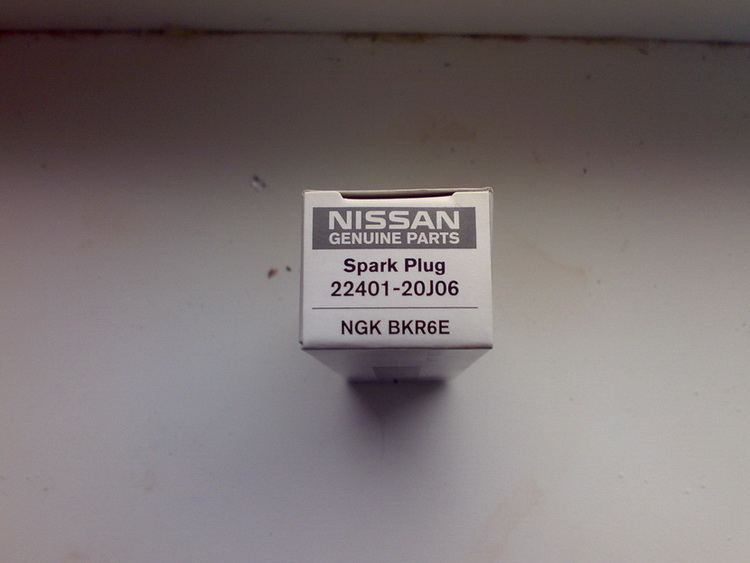 NISSAN
GENUINE PARTS
Spark Plug
22401-20J06
NGK BKR6E